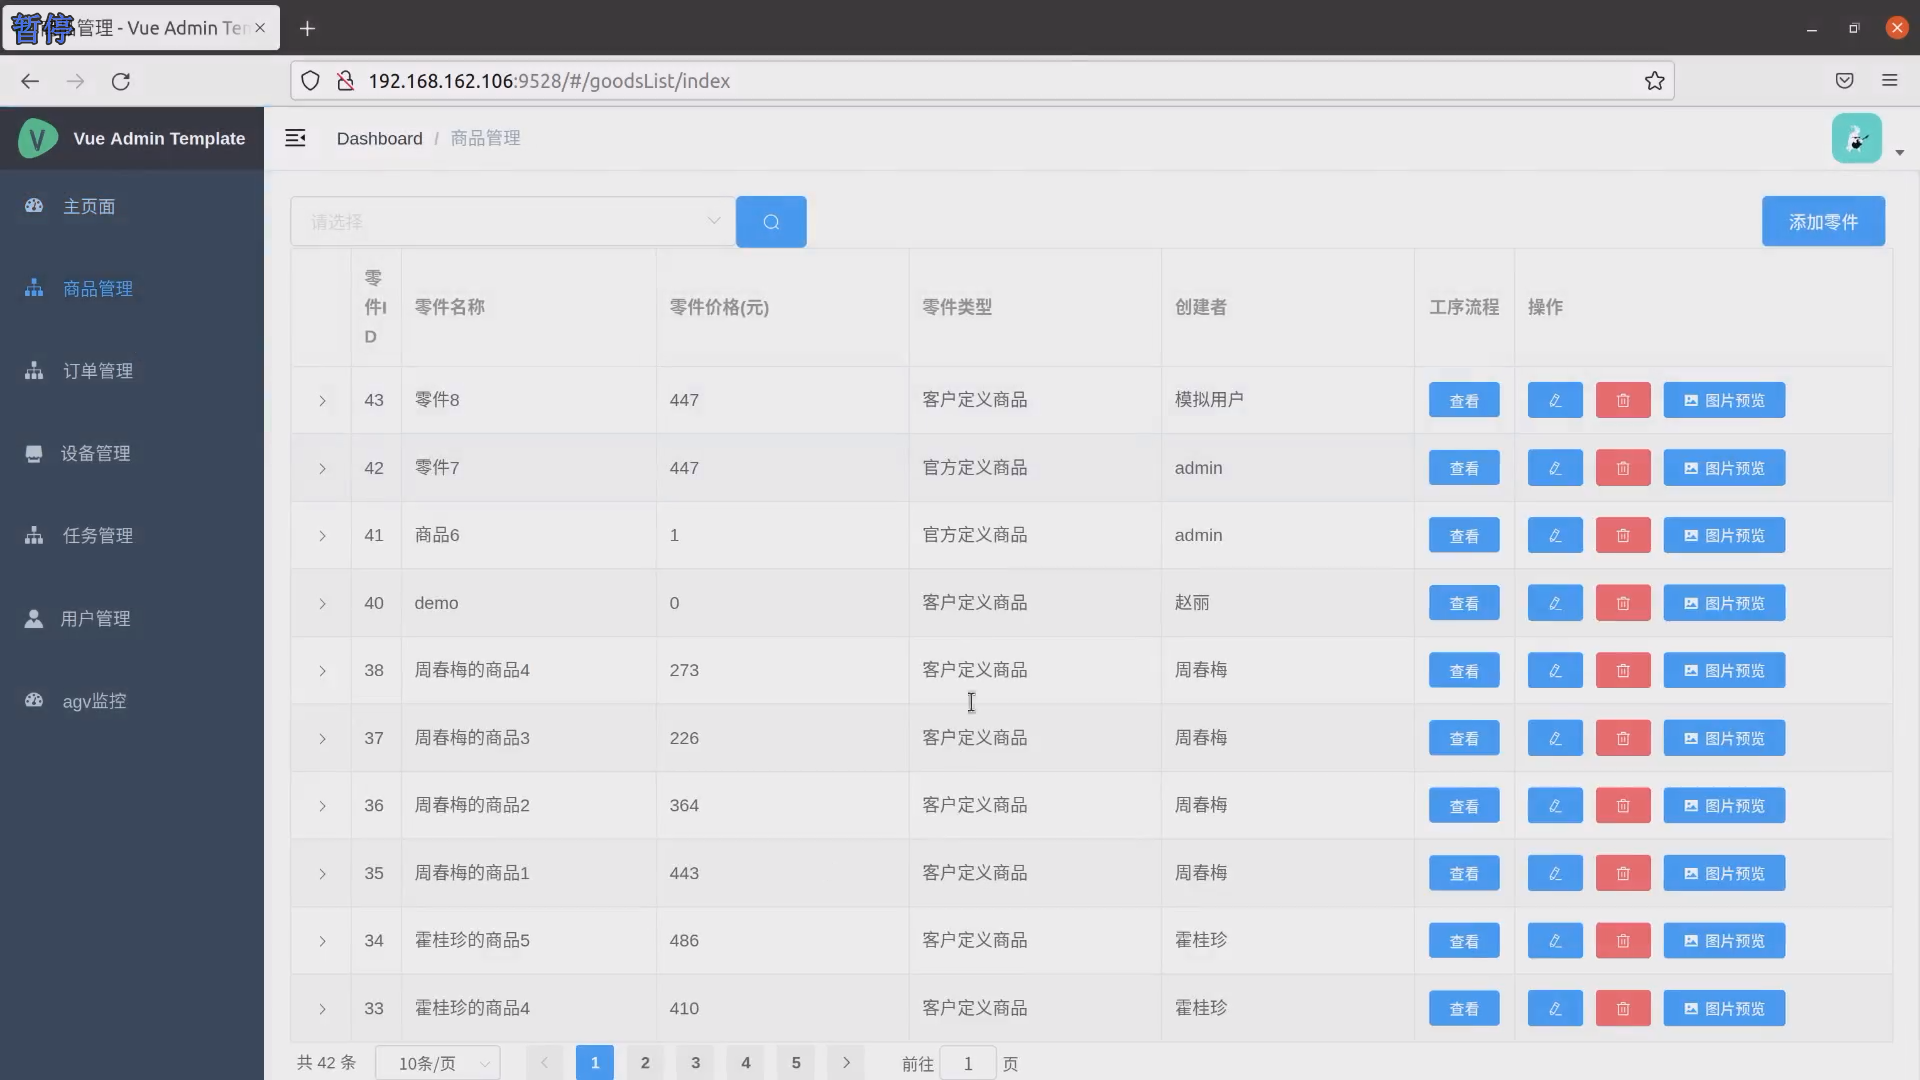 暂停
管理 - Vue Admin Ten
192.168.162.106:9528/#/goodsList/index
Vue Admin Template
Dashboard / 商品管理
主页面
商品管理
订单管理
设备管理
任务管理
用户管理
agv监控
请选择
添加零件
零件ID 零件名称 零件价格(元) 零件类型 创建者 工序流程 操作
43 零件8 447 客户定义商品 模拟用户 查看 图片预览
42 零件7 447 官方定义商品 admin 查看 图片预览
41 商品6 1 官方定义商品 admin 查看 图片预览
40 demo 0 客户定义商品 赵丽 查看 图片预览
38 周春梅的商品4 273 客户定义商品 周春梅 查看 图片预览
37 周春梅的商品3 226 客户定义商品 周春梅 查看 图片预览
36 周春梅的商品2 364 客户定义商品 周春梅 查看 图片预览
35 周春梅的商品1 443 客户定义商品 周春梅 查看 图片预览
34 霍桂珍的商品5 486 客户定义商品 霍桂珍 查看 图片预览
33 霍桂珍的商品4 410 客户定义商品 霍桂珍 查看 图片预览
共 42 条 10条/页 1 2 3 4 5 前往 1 页